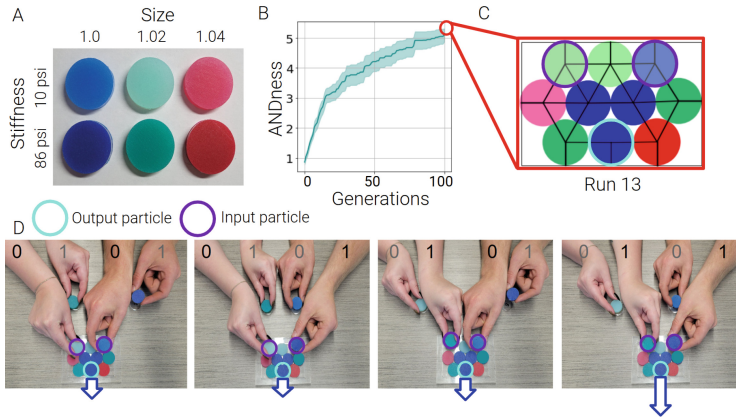 A
Size
1.0 1.02 1.04
Stiffness
10 psi
86 psi
B
ANDness
5
4
3
2
1
0 50 100
Generations
C
Run 13
Output particle
Input particle
D
0 1 0 1
0 1 0 1
0 1 0 1
0 1 0 1